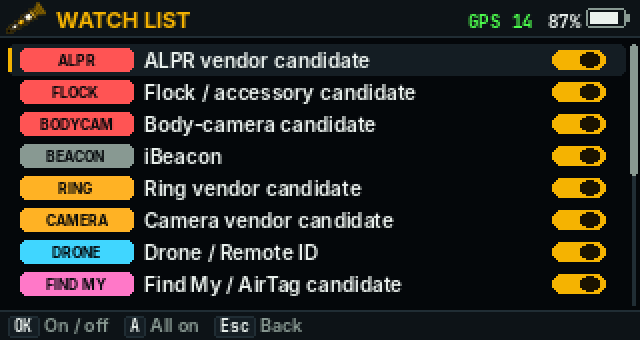 WATCH LIST GPS 14 87%
ALPR ALPR vendor candidate
FLOCK Flock / accessory candidate
BODYCAM Body-camera candidate
BEACON iBeacon
RING Ring vendor candidate
CAMERA Camera vendor candidate
DRONE Drone / Remote ID
FIND MY Find My / AirTag candidate
OK On / off A All on Esc Back